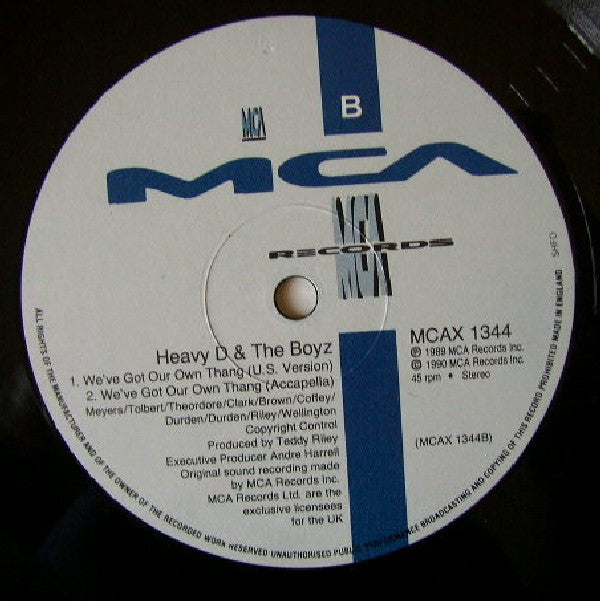 B
MCA
MCA
MCA
RECORDS
MCA
Heavy D & The Boyz
1. We've Got Our Own Thang (U.S. Version)
2. We've Got Our Own Thang (Accapella)
Meyers/Tolbert/Theordore/Clark/Brown/Coffey/
Durden/Durden/Riley/Wellington
Copyright Control
Produced by Teddy Riley
Executive Producer Andre Harrell
Original sound recording made
by MCA Records Inc.
MCA Records Ltd. are the
exclusive licensees
for the UK
MCAX 1344
℗ 1989 MCA Records Inc.
© 1990 MCA Records Inc.
45 rpm • Stereo
(MCAX 1344B)
ALL RIGHTS OF THE MANUFACTURER AND OF THE OWNER OF THE RECORDED WORK RESERVED UNAUTHORISED PUBLIC PERFORMANCE BROADCASTING AND COPYING OF THIS RECORD PROHIBITED MADE IN ENGLAND